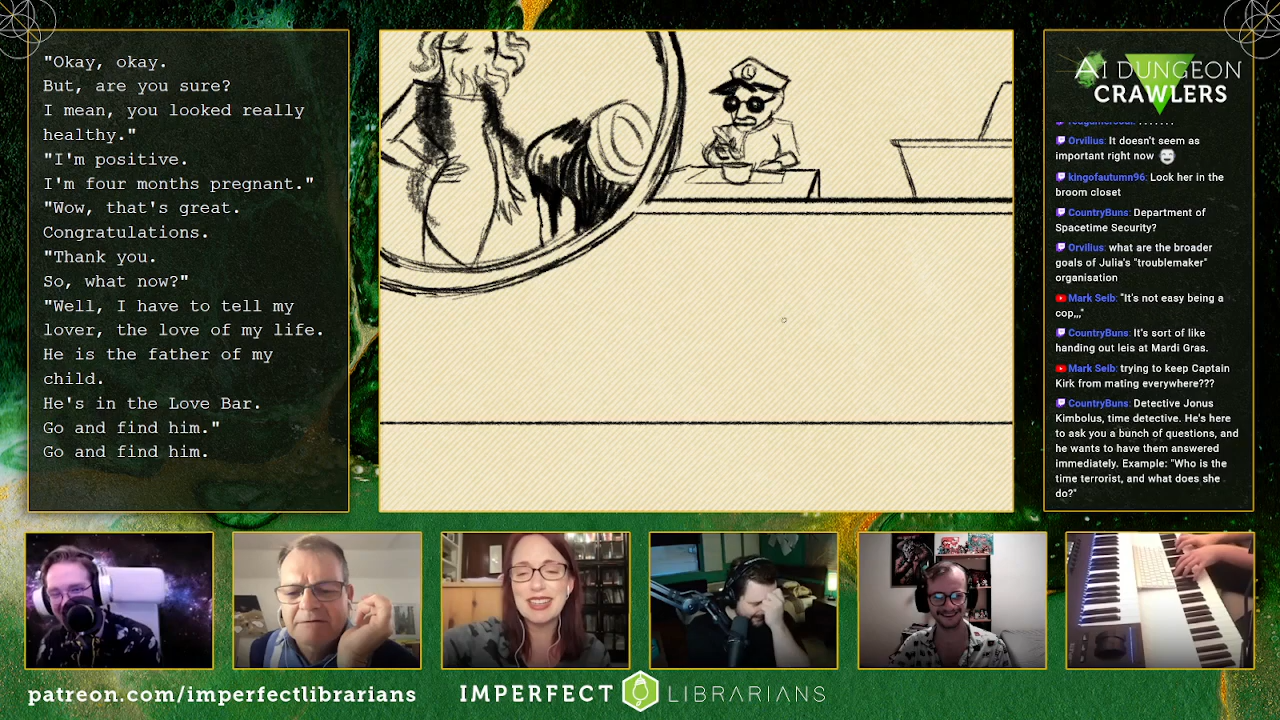 "Okay, okay.
But, are you sure?
I mean, you looked really
healthy."
"I'm positive.
I'm four months pregnant."
"Wow, that's great.
Congratulations.
"Thank you.
So, what now?"
"Well, I have to tell my
lover, the love of my life.
He is the father of my
child.
He's in the Love Bar.
Go and find him."
Go and find him.
AI DUNGEON
CRAWLERS
Orvilius: It doesn't seem as
important right now
kingofautumn96: Lock her in the
broom closet
CountryBuns: Department of
Spacetime Security?
Orvilius: what are the broader
goals of Julia's "troublemaker"
organisation
Mark Seib: "It's not easy being a
cop,,,"
CountryBuns: It's sort of like
handing out leis at Mardi Gras.
Mark Seib: trying to keep Captain
Kirk from mating everywhere???
CountryBuns: Detective Jonus
Kimbolus, time detective. He's here
to ask you a bunch of questions, and
he wants to have them answered
immediately. Example: "Who is the
time terrorist, and what does she
do?"
patreon.com/imperfectlibrarians
IMPERFECT LIBRARIANS